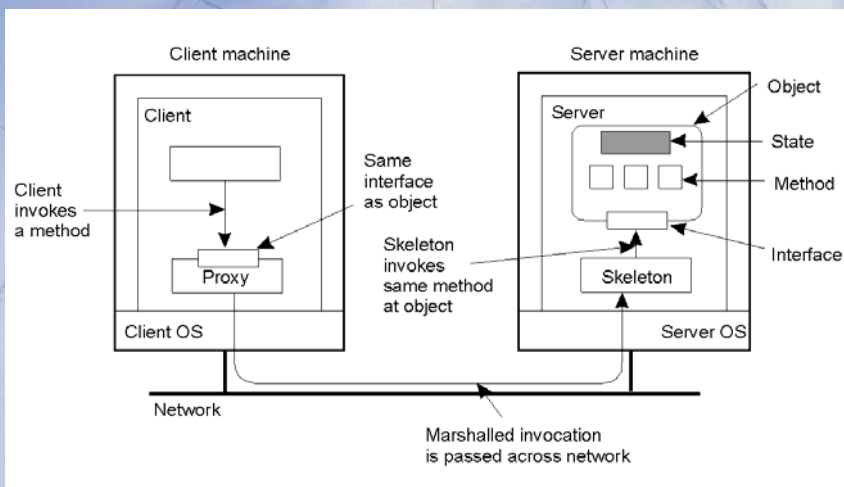 Client machine
Server machine
Object
Client
Server
State
Same
interface
as object
Client
invokes
a method
Method
Skeleton
invokes
same method
at object
Interface
Proxy
Skeleton
Client OS
Server OS
Network
Marshalled invocation
is passed across network